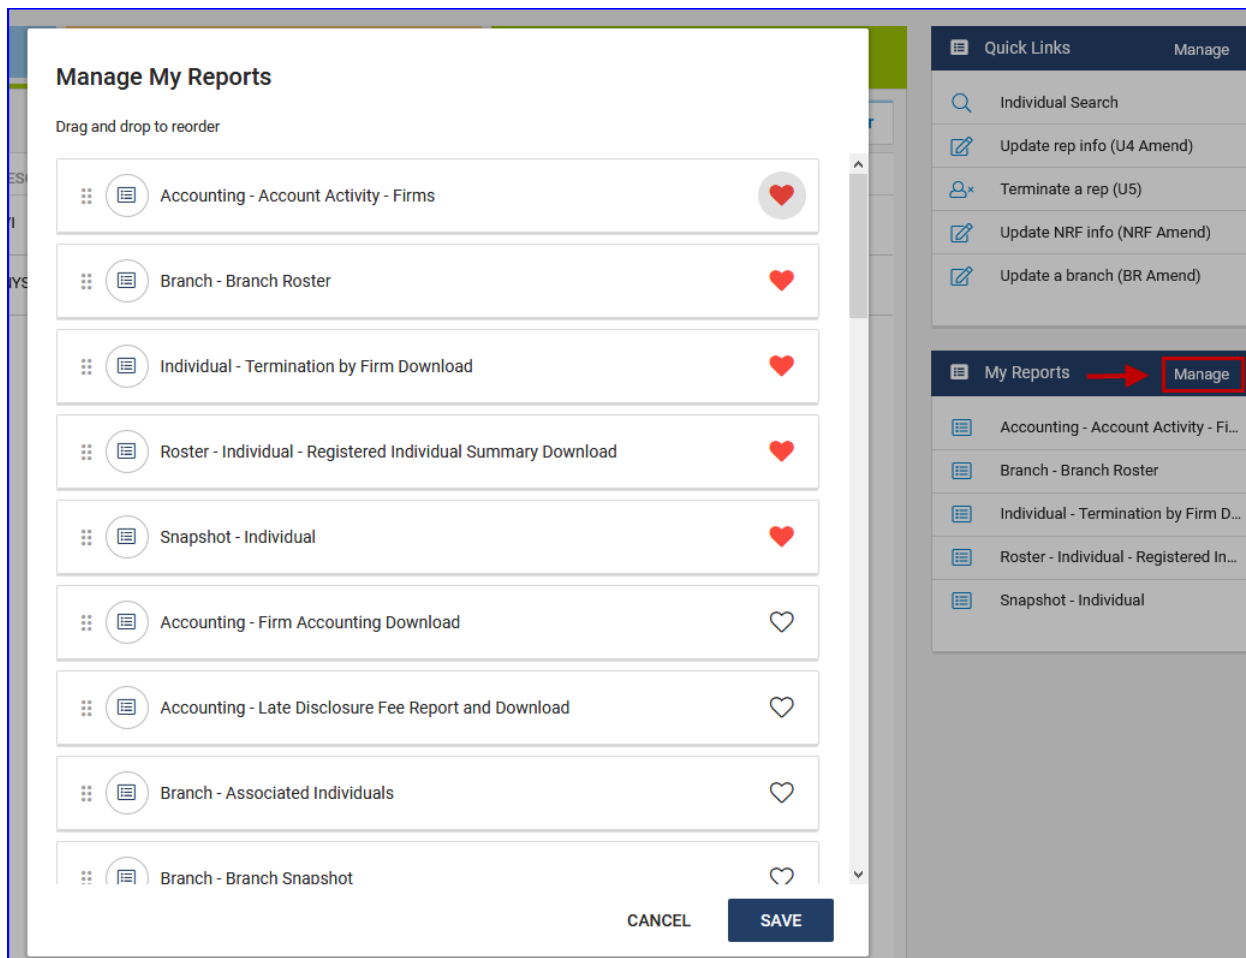 Manage My Reports
Drag and drop to reorder
Accounting - Account Activity - Firms
Branch - Branch Roster
Individual - Termination by Firm Download
Roster - Individual - Registered Individual Summary Download
Snapshot - Individual
Accounting - Firm Accounting Download
Accounting - Late Disclosure Fee Report and Download
Branch - Associated Individuals
Branch - Branch Snapshot
CANCEL SAVE
Quick Links Manage
Individual Search
Update rep info (U4 Amend)
Terminate a rep (U5)
Update NRF info (NRF Amend)
Update a branch (BR Amend)
My Reports Manage
Accounting - Account Activity - Fi...
Branch - Branch Roster
Individual - Termination by Firm D...
Roster - Individual - Registered In...
Snapshot - Individual